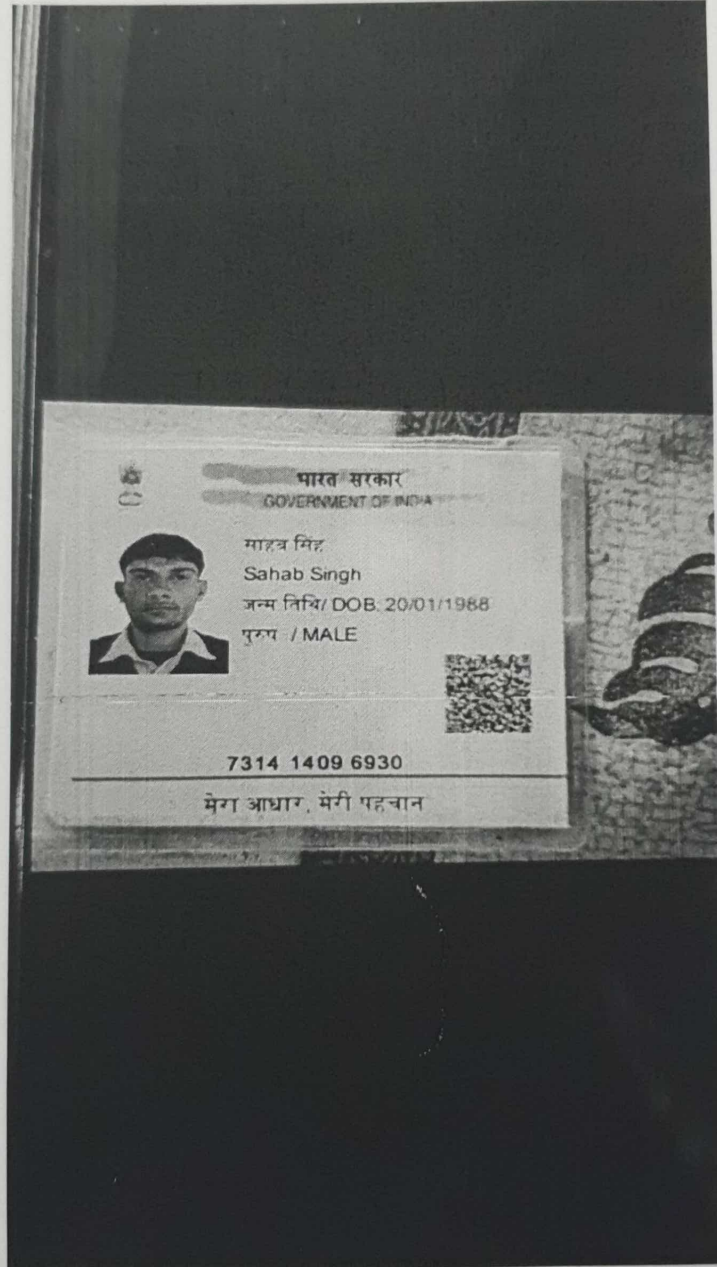 भारत सरकार
GOVERNMENT OF INDIA
साहब सिंह
Sahab Singh
जन्म तिथि/ DOB: 20/01/1988
पुरुष / MALE
7314 1409 6930
मेरा आधार, मेरी पहचान